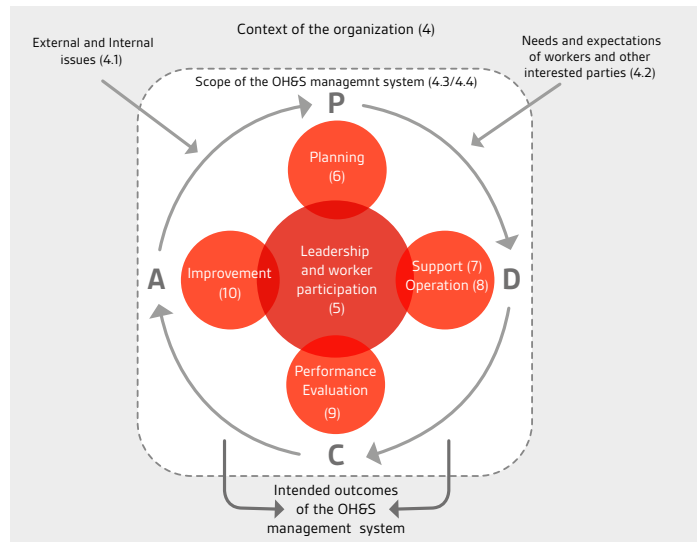 Context of the organization (4)
External and Internal
issues (4.1)
Needs and expectations
of workers and other
interested parties (4.2)
Scope of the OH&S managemnt system (4.3/4.4)
P
Planning
(6)
A
Improvement
(10)
Leadership
and worker
participation
(5)
Support (7)
Operation (8)
D
Performance
Evaluation
(9)
C
Intended outcomes
of the OH&S
management system